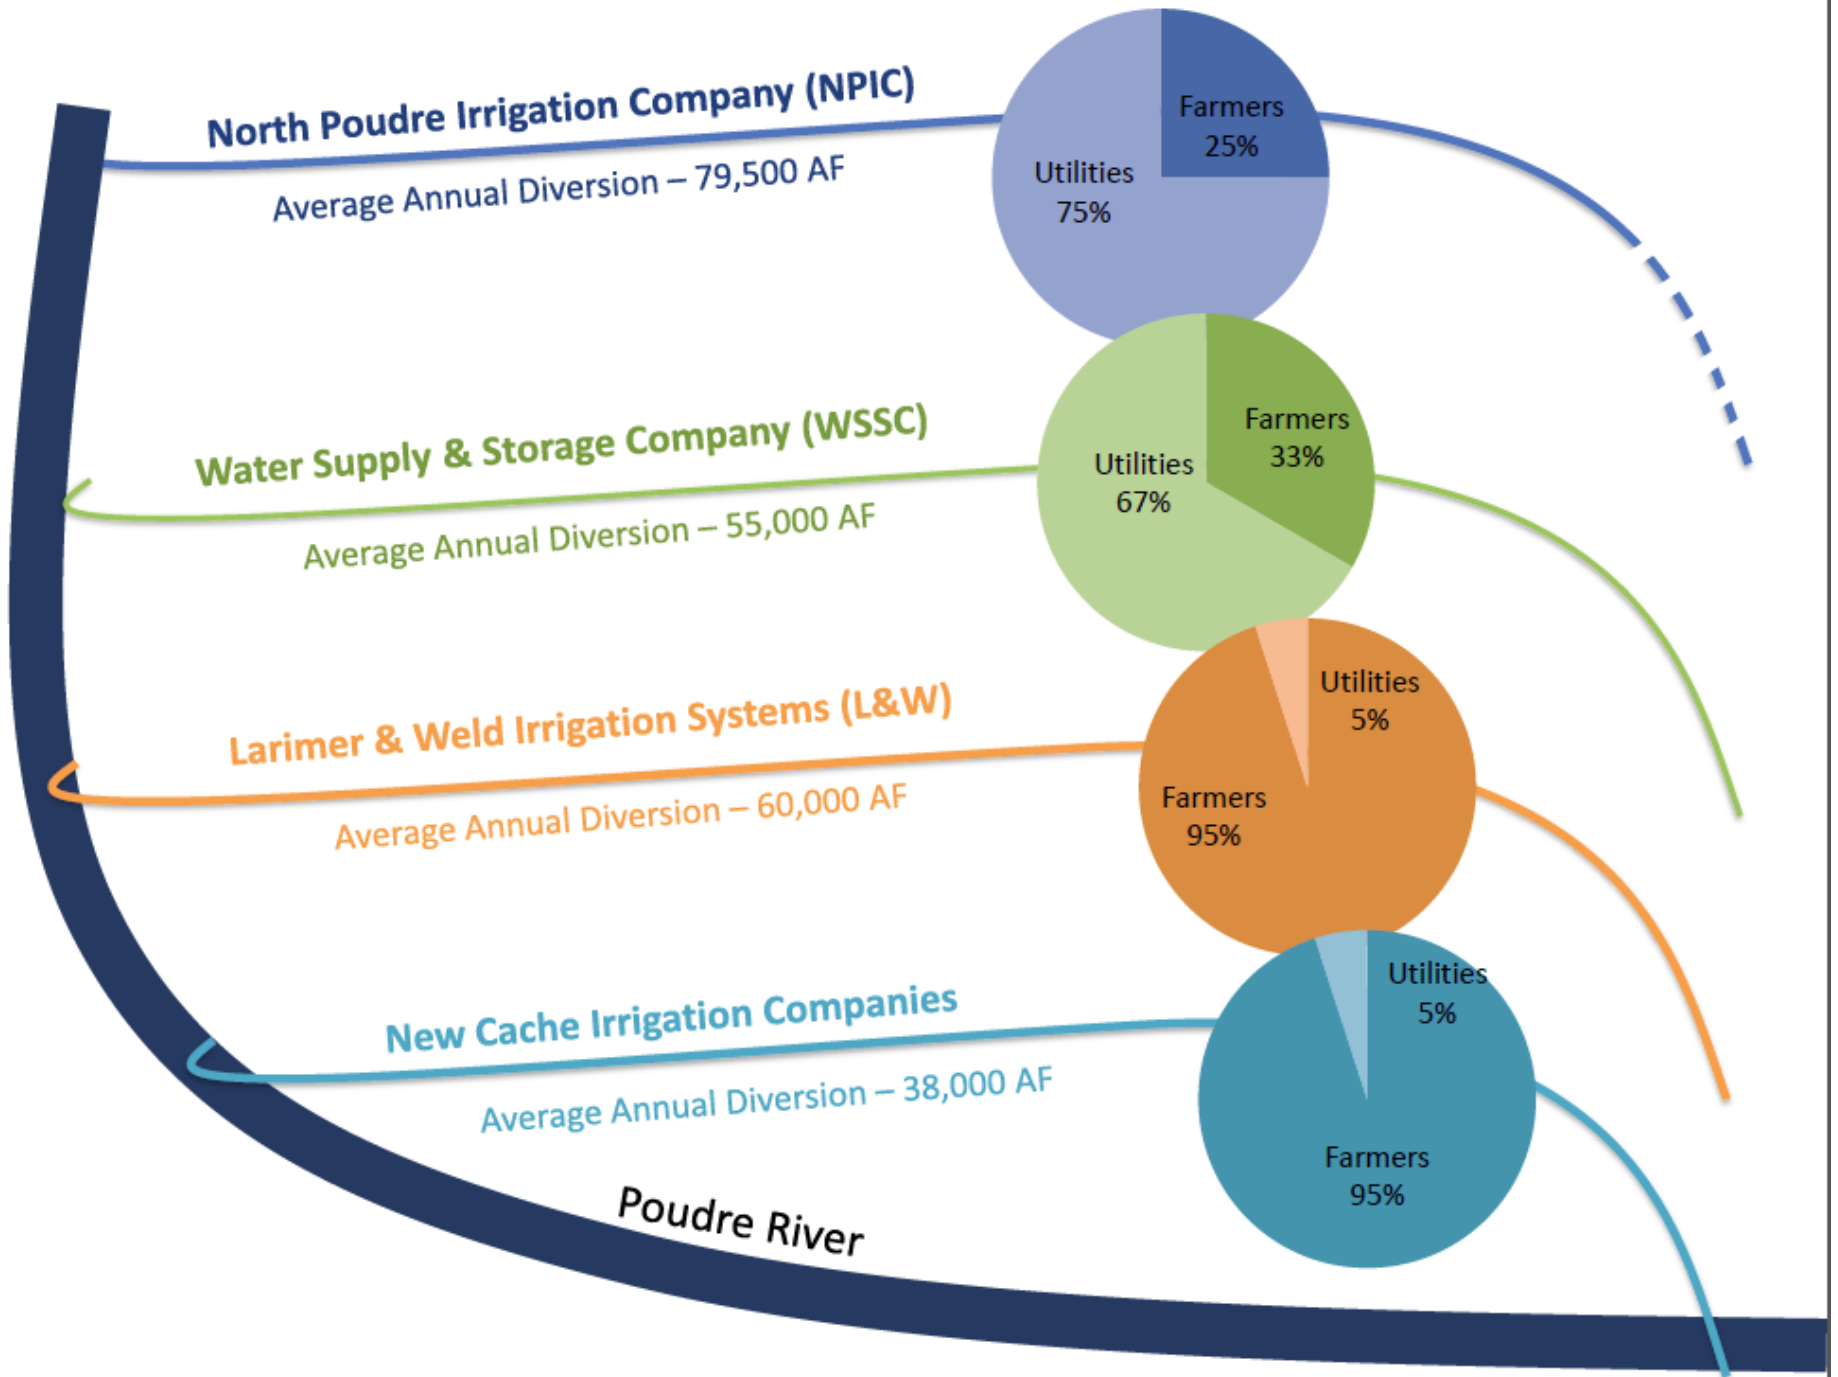 North Poudre Irrigation Company (NPIC)
Average Annual Diversion – 79,500 AF
Farmers
25%
Utilities
75%
Water Supply & Storage Company (WSSC)
Average Annual Diversion – 55,000 AF
Farmers
33%
Utilities
67%
Larimer & Weld Irrigation Systems (L&W)
Average Annual Diversion – 60,000 AF
Utilities
5%
Farmers
95%
New Cache Irrigation Companies
Average Annual Diversion – 38,000 AF
Utilities
5%
Farmers
95%
Poudre River